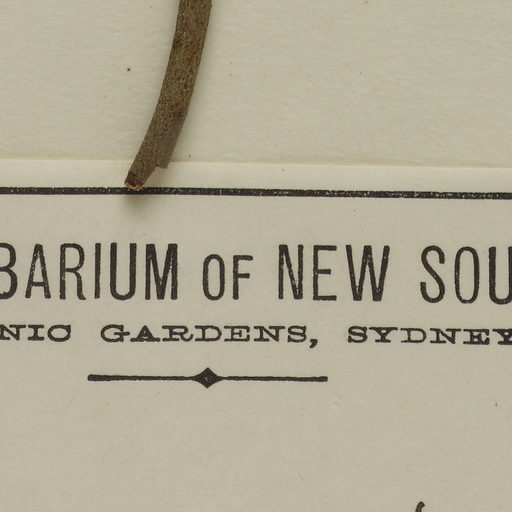 BARIUM OF NEW SOU
NIC GARDENS, SYDNEY